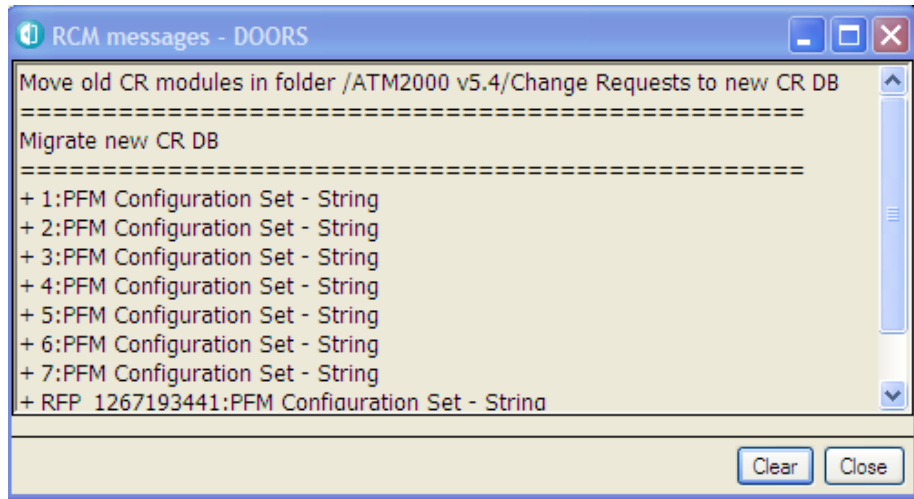 RCM messages - DOORS
Move old CR modules in folder /ATM2000 v5.4/Change Requests to new CR DB
================================================
Migrate new CR DB
================================================
+ 1:PFM Configuration Set - String
+ 2:PFM Configuration Set - String
+ 3:PFM Configuration Set - String
+ 4:PFM Configuration Set - String
+ 5:PFM Configuration Set - String
+ 6:PFM Configuration Set - String
+ 7:PFM Configuration Set - String
+ RFP_1267193441:PFM Configuration Set - String
Clear Close